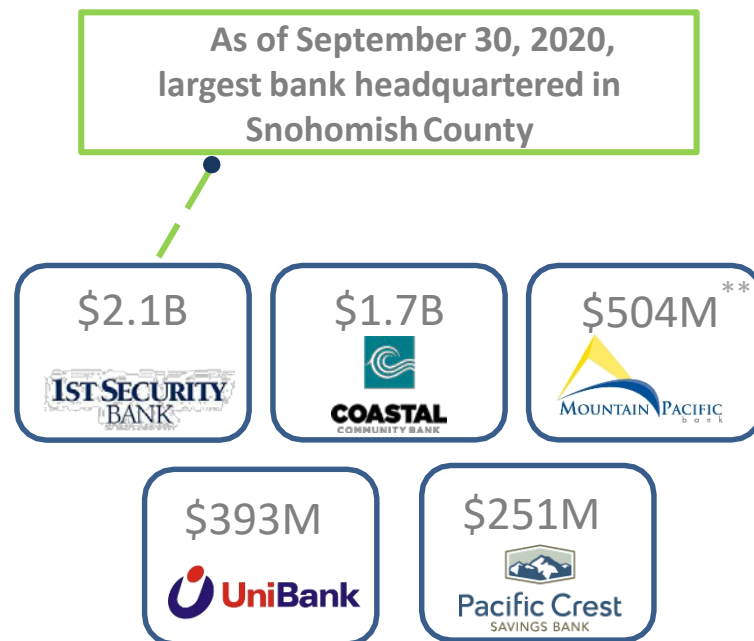 As of September 30, 2020,
largest bank headquartered in
Snohomish County
$2.1B
1ST SECURITY
BANK
$1.7B
COASTAL
COMMUNITY BANK
$504M**
MOUNTAIN PACIFIC
bank
$393M
UniBank
$251M
Pacific Crest
SAVINGS BANK